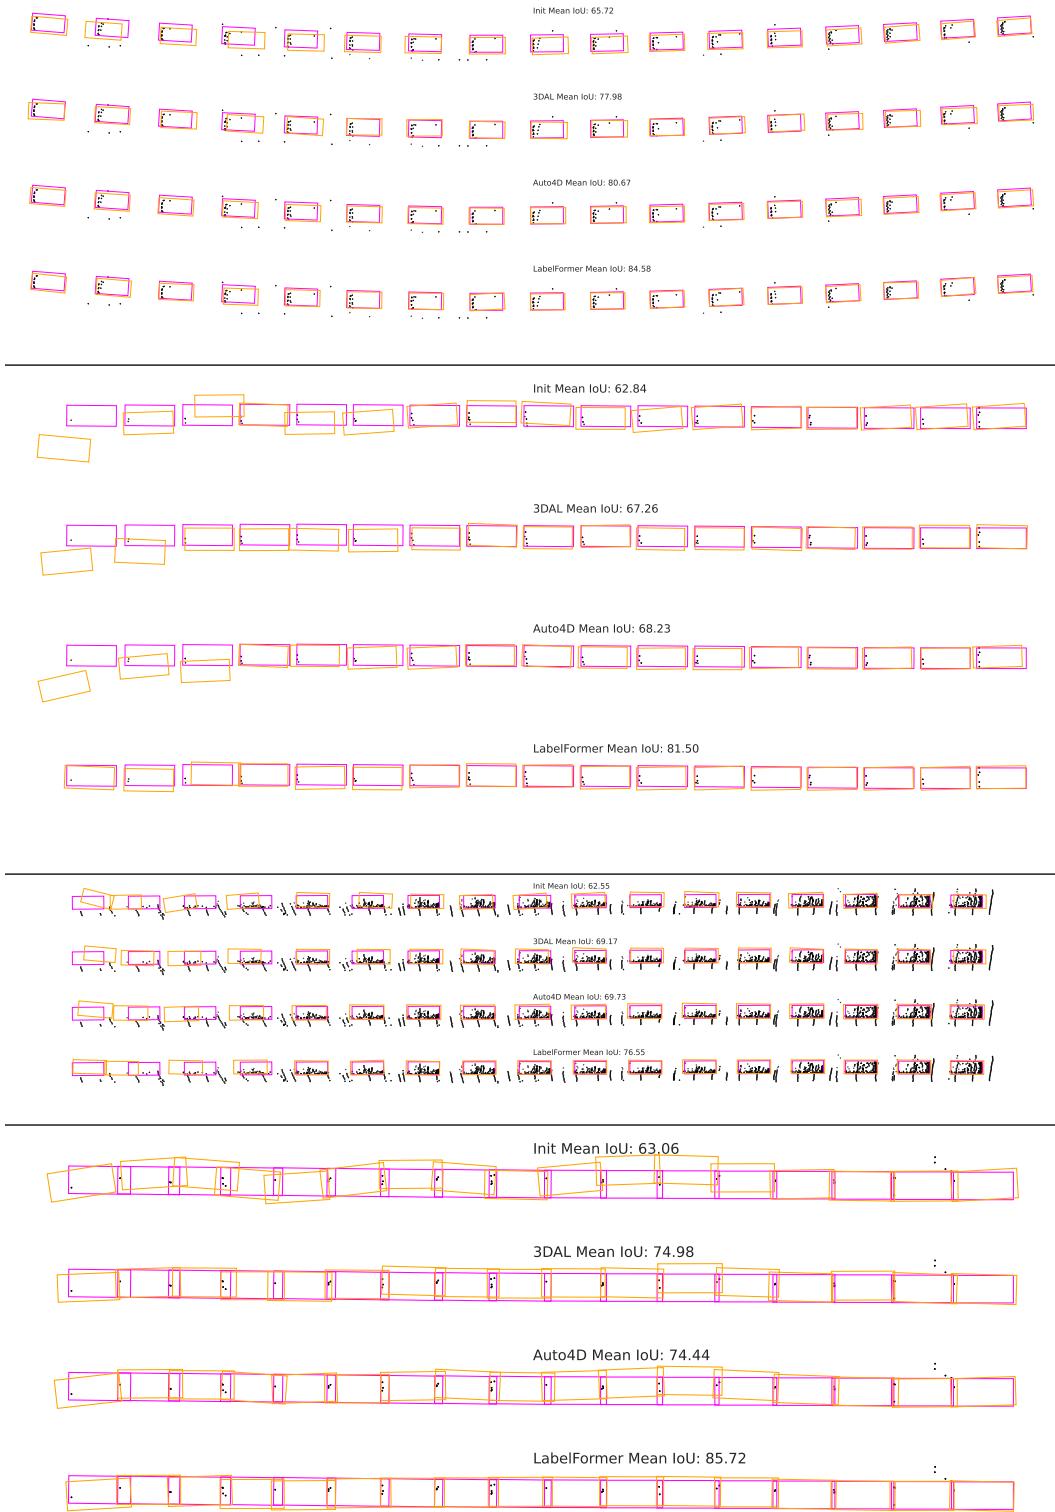 Init Mean IoU: 65.72
3DAL Mean IoU: 77.98
Auto4D Mean IoU: 80.67
LabelFormer Mean IoU: 84.58
Init Mean IoU: 62.84
3DAL Mean IoU: 67.26
Auto4D Mean IoU: 68.23
LabelFormer Mean IoU: 81.50
Init Mean IoU: 62.55
3DAL Mean IoU: 69.17
Auto4D Mean IoU: 69.73
LabelFormer Mean IoU: 76.55
Init Mean IoU: 63.06
3DAL Mean IoU: 74.98
Auto4D Mean IoU: 74.44
LabelFormer Mean IoU: 85.72